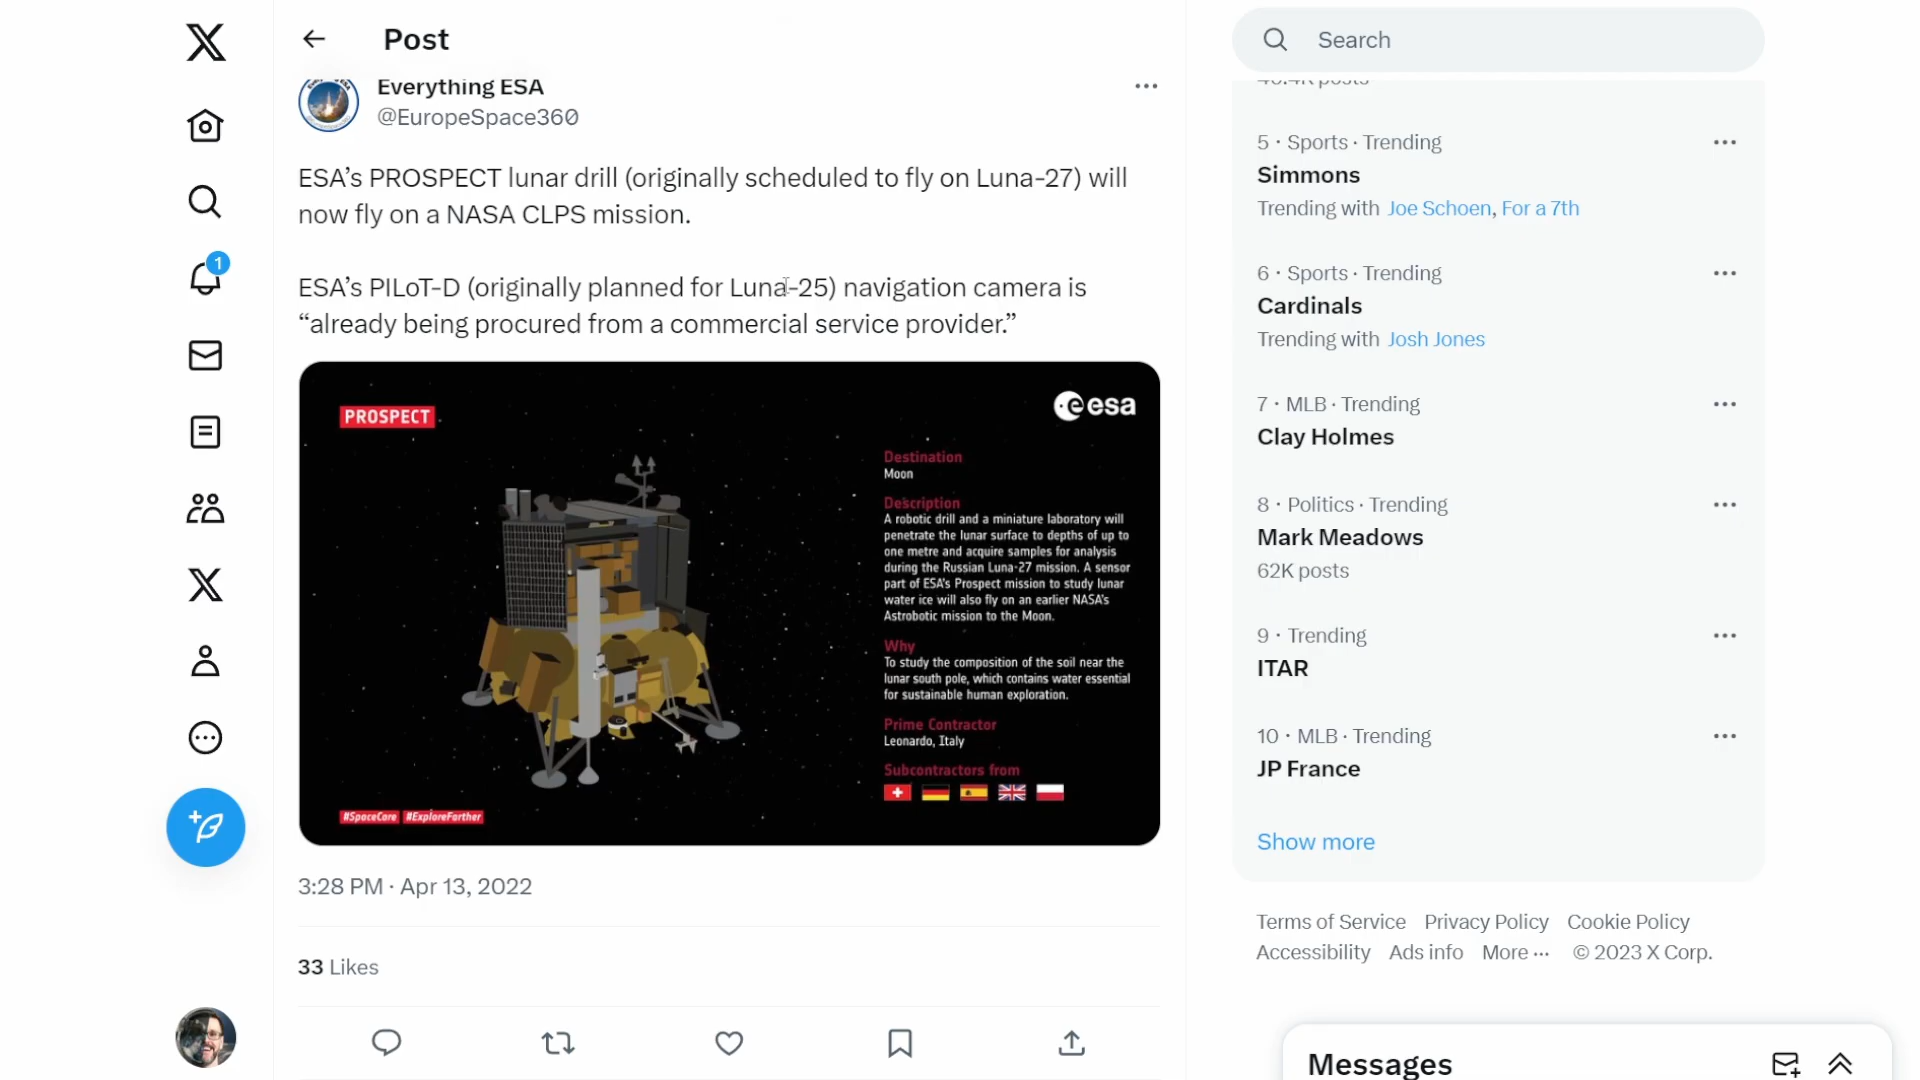 Post
Everything ESA
@EuropeSpace360
ESA’s PROSPECT lunar drill (originally scheduled to fly on Luna-27) will
now fly on a NASA CLPS mission.
ESA’s PILoT-D (originally planned for Luna-25) navigation camera is
“already being procured from a commercial service provider.”
PROSPECT
esa
Destination
Moon
Description
A robotic drill and a miniature laboratory will
penetrate the lunar surface to depths of up to
one metre and acquire samples for analysis
during the Russian Luna-27 mission. A sensor
part of ESA's Prospect mission to study lunar
water ice will also fly on an earlier NASA's
Astrobotic mission to the Moon.
Why
To study the composition of the soil near the
lunar south pole, which contains water essential
for sustainable human exploration.
Prime Contractor
Leonardo, Italy
Subcontractors from
#SpaceCare #ExploreFarther
3:28 PM · Apr 13, 2022
33 Likes
1
Search
5 · Sports · Trending
Simmons
Trending with Joe Schoen, For a 7th
6 · Sports · Trending
Cardinals
Trending with Josh Jones
7 · MLB · Trending
Clay Holmes
8 · Politics · Trending
Mark Meadows
62K posts
9 · Trending
ITAR
10 · MLB · Trending
JP France
Show more
Terms of Service Privacy Policy Cookie Policy
Accessibility Ads info More ··· © 2023 X Corp.
Messages